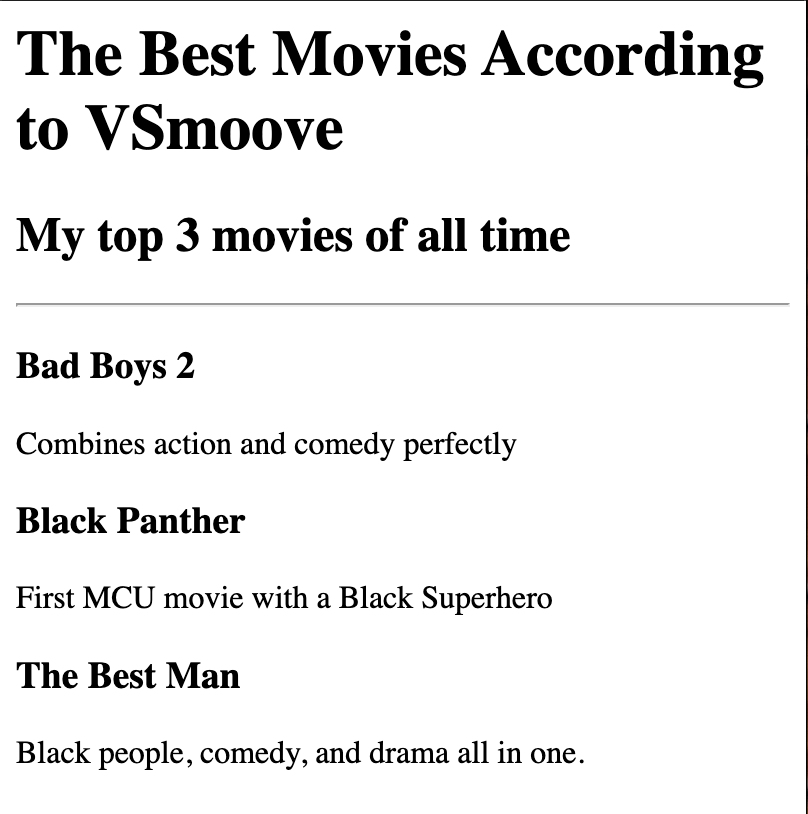 The Best Movies According
to VSmoove
My top 3 movies of all time
Bad Boys 2
Combines action and comedy perfectly
Black Panther
First MCU movie with a Black Superhero
The Best Man
Black people, comedy, and drama all in one.